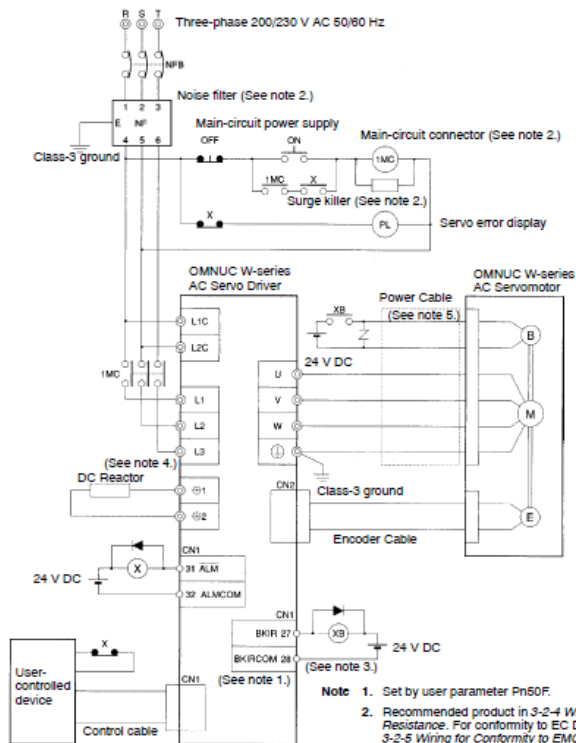 R S T
Three-phase 200/230 V AC 50/60 Hz
NFB
Noise filter (See note 2.)
1 2 3
E NF
4 5 6
Class-3 ground
Main-circuit power supply
OFF
ON
Main-circuit connector (See note 2.)
1MC
1MC X
Surge killer (See note 2.)
X
PL
Servo error display
OMNUC W-series
AC Servo Driver
OMNUC W-series
AC Servomotor
XB
Power Cable
(See note 5.)
24 V DC
B
L1C
L2C
1MC
U
V
W
M
L1
L2
L3
(See note 4.)
DC Reactor
⊕1
⊕2
CN2
Class-3 ground
E
Encoder Cable
CN1
X
31 ALM
24 V DC
32 ALMCOM
CN1
BKIR 27
XB
24 V DC
BKIRCOM 28
(See note 3.)
(See note 1.)
X
User-
controlled
device
CN1
Control cable
Note 1. Set by user parameter Pn50F.
2. Recommended product in 3-2-4 W
Resistance. For conformity to EC D
3-2-5 Wiring for Conformity to EMC